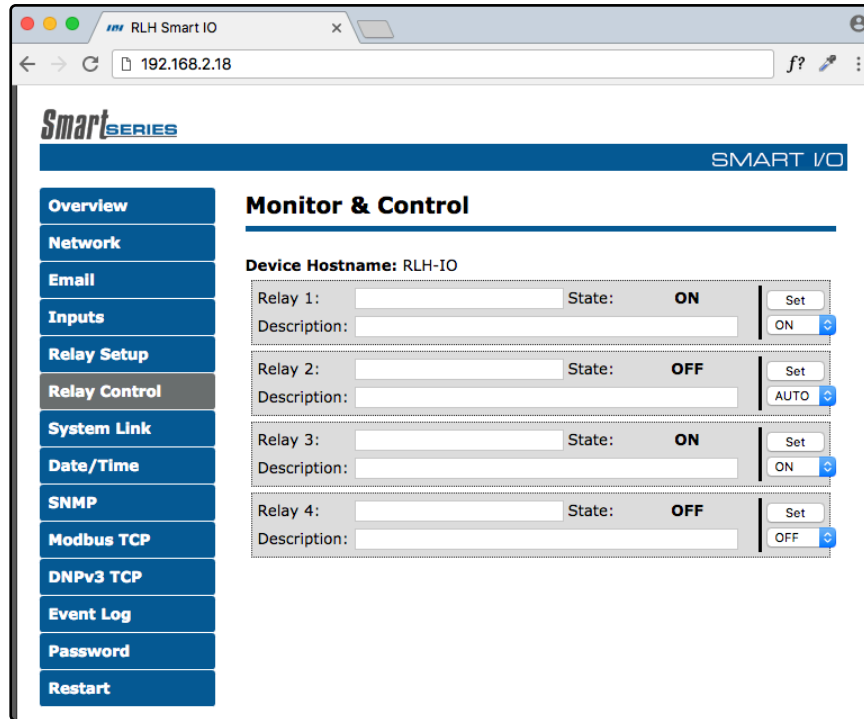 RLH Smart IO
192.168.2.18
f?
Smart SERIES
SMART I/O
Overview
Network
Email
Inputs
Relay Setup
Relay Control
System Link
Date/Time
SNMP
Modbus TCP
DNPv3 TCP
Event Log
Password
Restart
Monitor & Control
Device Hostname: RLH-IO
Relay 1: State: ON Set
Description: ON
Relay 2: State: OFF Set
Description: AUTO
Relay 3: State: ON Set
Description: ON
Relay 4: State: OFF Set
Description: OFF